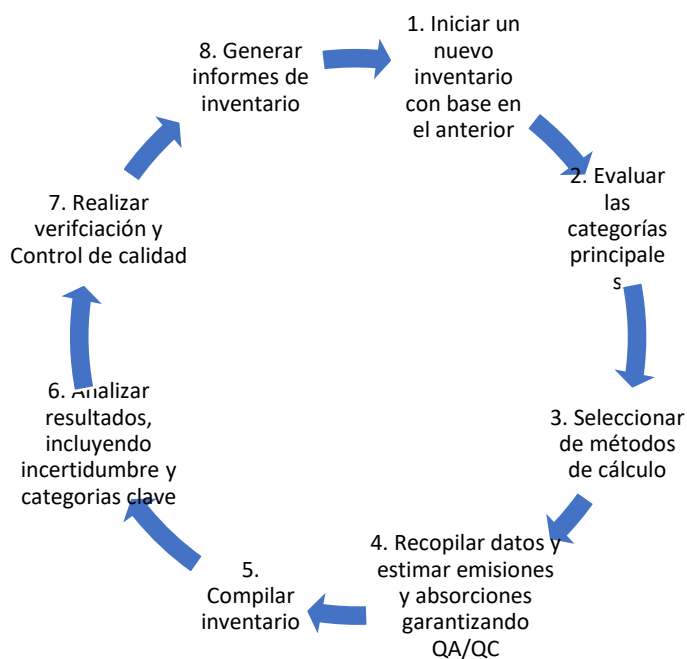 1. Iniciar un
nuevo
inventario
con base en
el anterior
2. Evaluar
las
categorías
principale
s
3. Seleccionar
de métodos
de cálculo
4. Recopilar datos y
estimar emisiones
y absorciones
garantizando
QA/QC
5.
Compilar
inventario
6. Analizar
resultados,
incluyendo
incertidumbre y
categorias clave
7. Realizar
verifciación y
Control de calidad
8. Generar
informes de
inventario